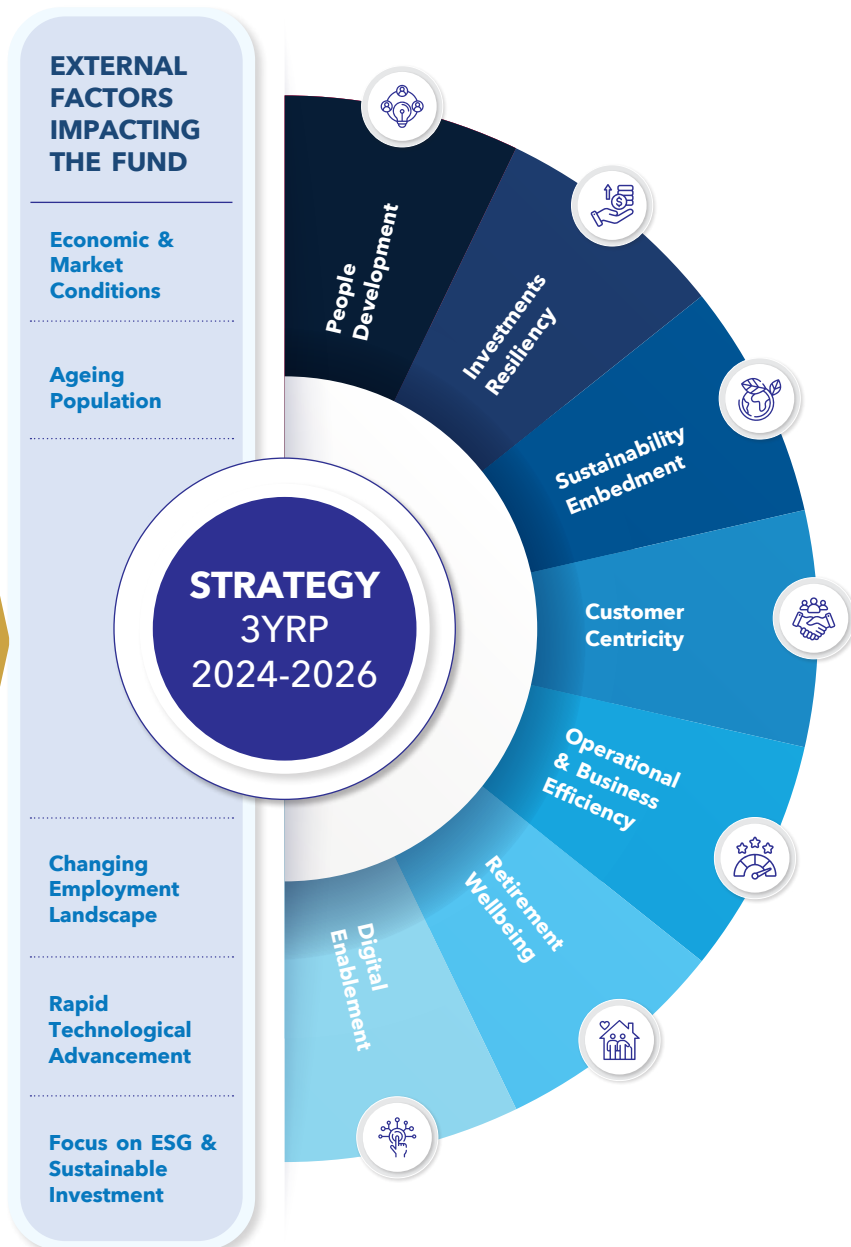 EXTERNAL
FACTORS
IMPACTING
THE FUND
Economic &
Market
Conditions
Ageing
Population
STRATEGY
3YRP
2024-2026
Changing
Employment
Landscape
Rapid
Technological
Advancement
Focus on ESG &
Sustainable
Investment
People
Development
Investments
Resiliency
Sustainability
Embedment
Customer
Centricity
Operational
& Business
Efficiency
Retirement
Wellbeing
Digital
Enablement